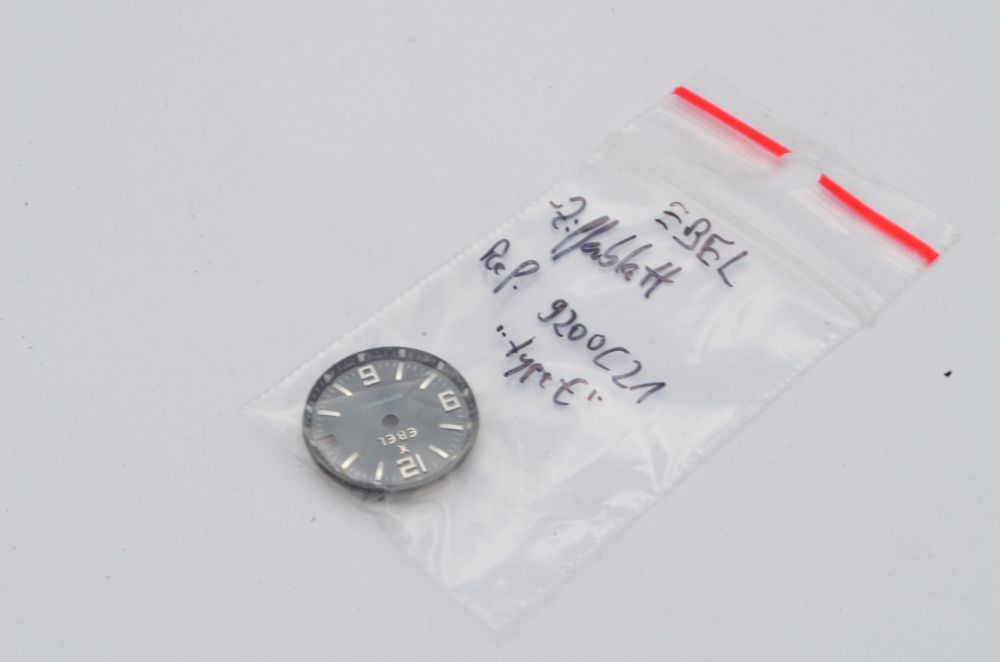 EBEL
Zifferblatt
Ref. 9200C21
"type E"
6
9
EBEL
12